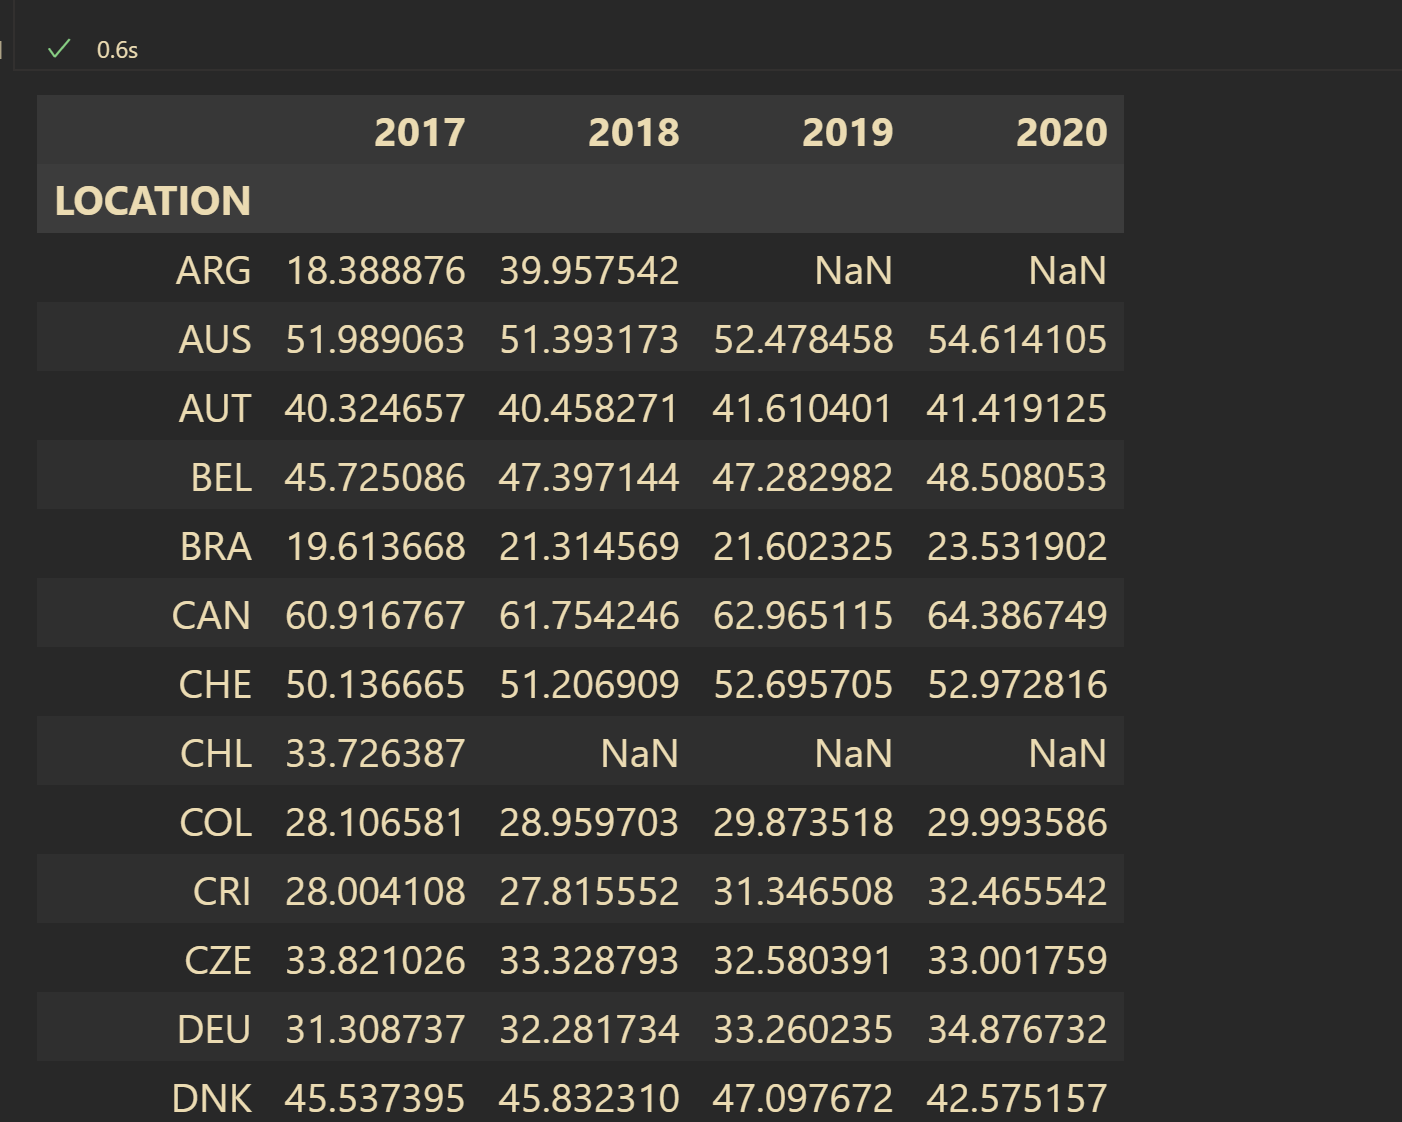 0.6s
2017 2018 2019 2020
LOCATION
ARG 18.388876 39.957542 NaN NaN
AUS 51.989063 51.393173 52.478458 54.614105
AUT 40.324657 40.458271 41.610401 41.419125
BEL 45.725086 47.397144 47.282982 48.508053
BRA 19.613668 21.314569 21.602325 23.531902
CAN 60.916767 61.754246 62.965115 64.386749
CHE 50.136665 51.206909 52.695705 52.972816
CHL 33.726387 NaN NaN NaN
COL 28.106581 28.959703 29.873518 29.993586
CRI 28.004108 27.815552 31.346508 32.465542
CZE 33.821026 33.328793 32.580391 33.001759
DEU 31.308737 32.281734 33.260235 34.876732
DNK 45.537395 45.832310 47.097672 42.575157